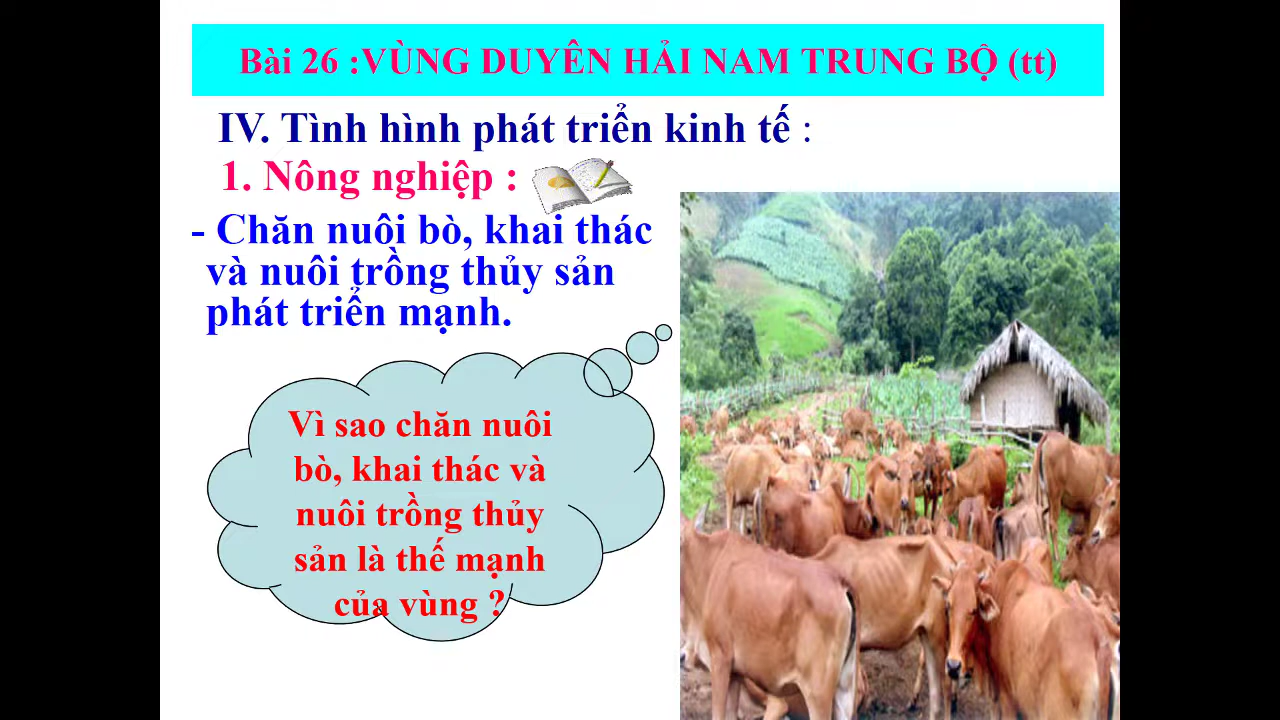 Bài 26 :VÙNG DUYÊN HẢI NAM TRUNG BỘ (tt)
IV. Tình hình phát triển kinh tế :
1. Nông nghiệp :
- Chăn nuôi bò, khai thác
và nuôi trồng thủy sản
phát triển mạnh.
Vì sao chăn nuôi
bò, khai thác và
nuôi trồng thủy
sản là thế mạnh
của vùng ?